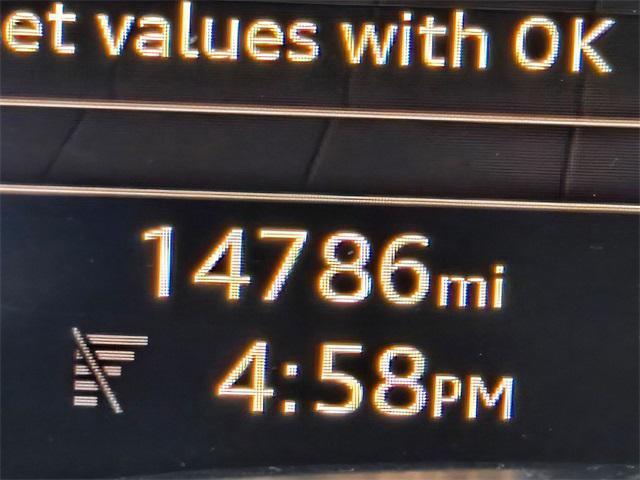 et values with OK
14786mi
4:58PM